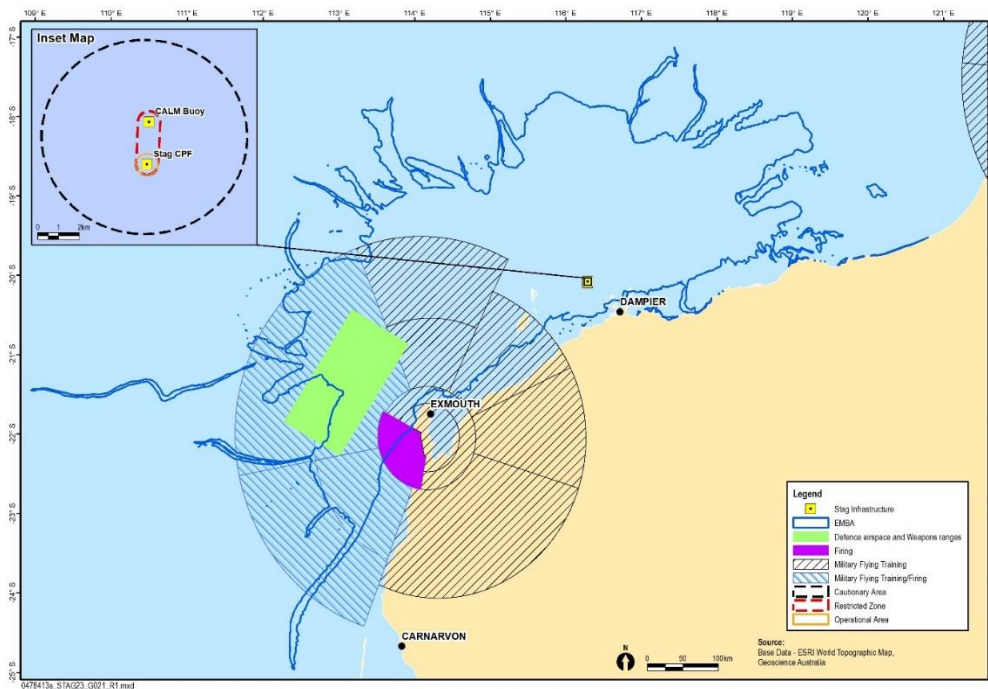 109° E
110° E
111° E
112° E
113° E
114° E
115° E
116° E
117° E
118° E
119° E
120° E
121° E
-17° S
-18° S
-19° S
-20° S
-21° S
-22° S
-23° S
-24° S
-25° S
Inset Map
CALM Buoy
Stag CPF
0 1 2km
DAMPIER
EXMOUTH
CARNARVON
Legend
Stag Infrastructure
EMBA
Defence airspace and Weapons ranges
Firing
Military Flying Training
Military Flying Training/Firing
Cautionary Area
Restricted Zone
Operational Area
N
0 50 100km
Source:
Base Data - ESRI World Topographic Map,
Geoscience Australia
0478413s_STAG23_G021_R1.mxd